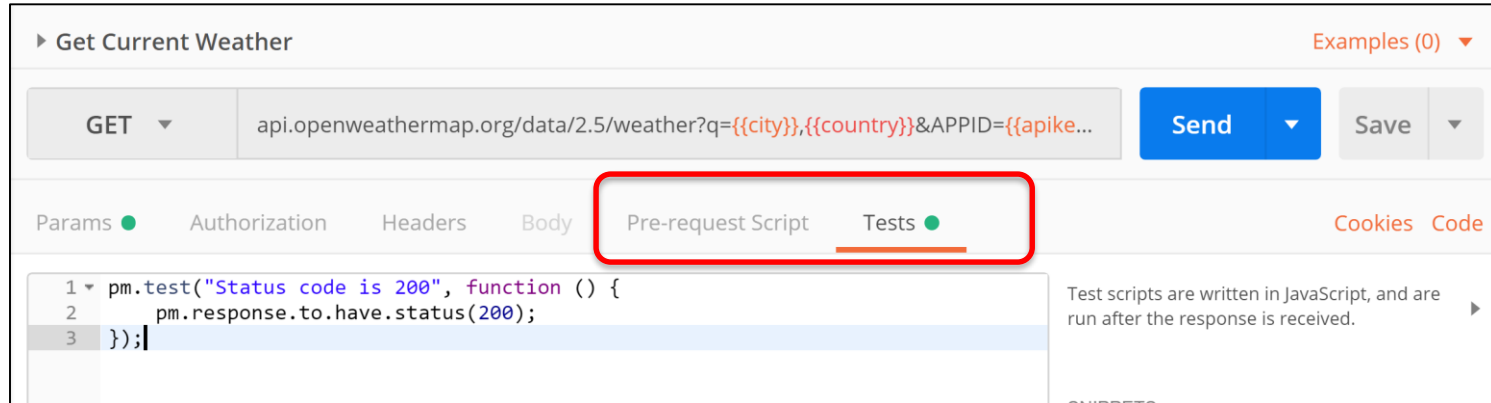 Get Current Weather Examples (0)
GET api.openweathermap.org/data/2.5/weather?q={{city}},{{country}}&APPID={{apike... Send Save
Params Authorization Headers Body Pre-request Script Tests Cookies Code
1 pm.test("Status code is 200", function () {
2 pm.response.to.have.status(200);
3 });
Test scripts are written in JavaScript, and are
run after the response is received.
SNIPPETS